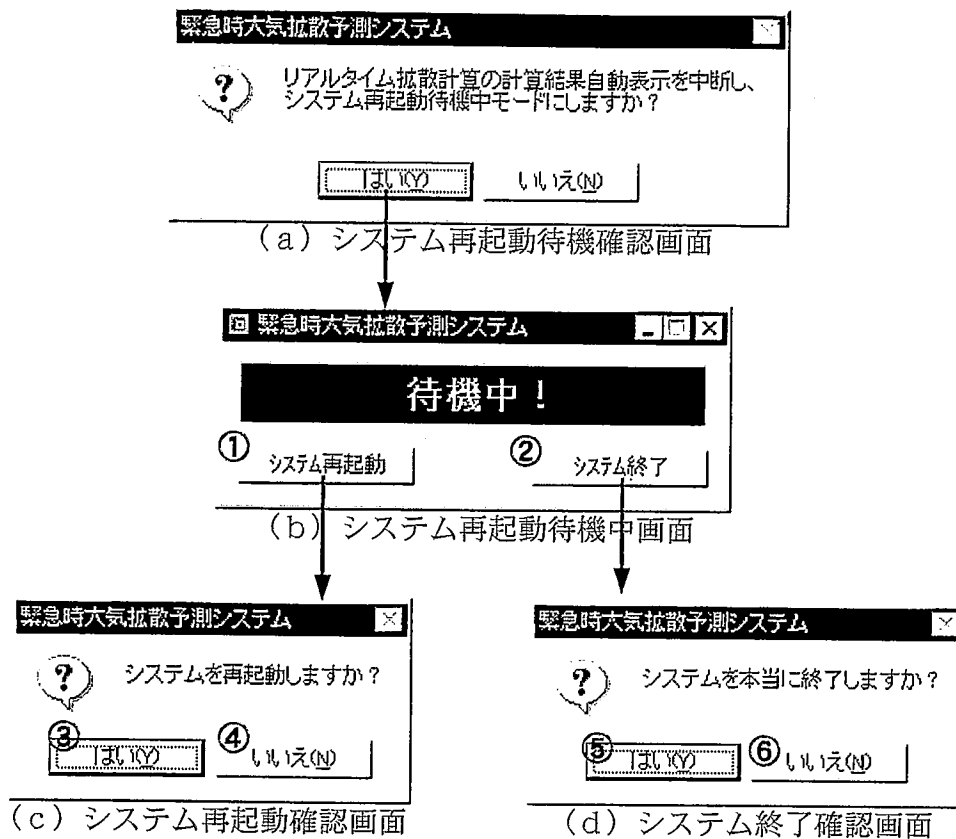 緊急時大気拡散予測システム
リアルタイム拡散計算の計算結果自動表示を中断し、
システム再起動待機中モードにしますか？
はい(Y) いいえ(N)
(a) システム再起動待機確認画面
緊急時大気拡散予測システム
待機中！
① システム再起動 ② システム終了
(b) システム再起動待機中画面
緊急時大気拡散予測システム
システムを再起動しますか？
③ はい(Y) ④ いいえ(N)
(c) システム再起動確認画面
緊急時大気拡散予測システム
システムを本当に終了しますか？
⑤ はい(Y) ⑥ いいえ(N)
(d) システム終了確認画面